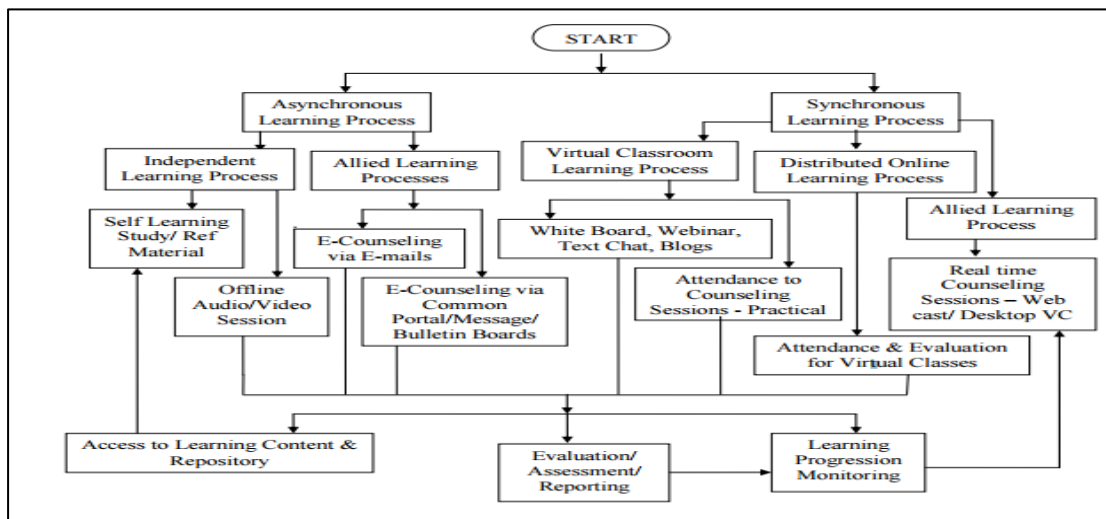 START
Asynchronous
Learning Process
Synchronous
Learning Process
Independent
Learning Process
Allied Learning
Processes
Virtual Classroom
Learning Process
Distributed Online
Learning Process
Self Learning
Study/ Ref
Material
E-Counseling
via E-mails
White Board, Webinar,
Text Chat, Blogs
Allied Learning
Process
Offline
Audio/Video
Session
E-Counseling via
Common
Portal/Message/
Bulletin Boards
Attendance to
Counseling
Sessions - Practical
Real time
Counseling
Sessions – Web
cast/ Desktop VC
Attendance & Evaluation
for Virtual Classes
Access to Learning Content &
Repository
Evaluation/
Assessment/
Reporting
Learning
Progression
Monitoring